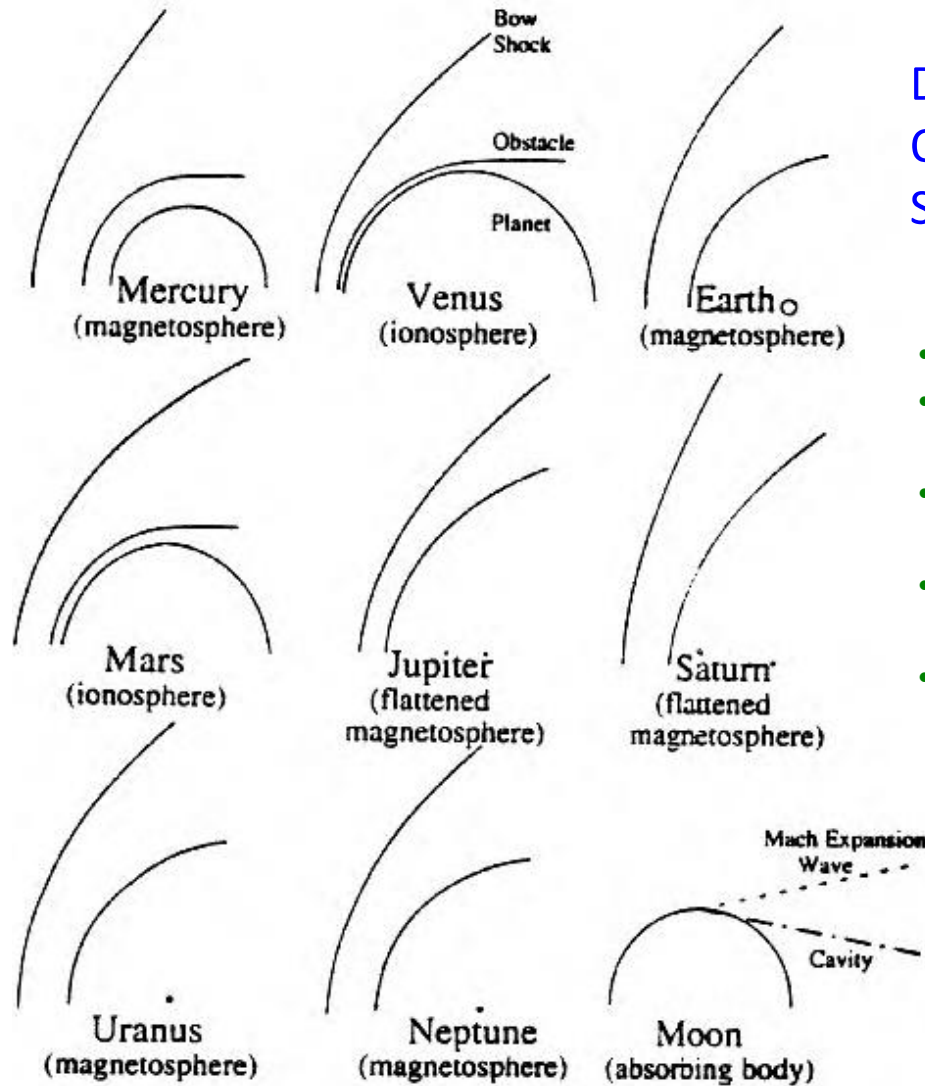 Bow
Shock
Obstacle
Planet
Mercury
(magnetosphere)
Venus
(ionosphere)
Earth
(magnetosphere)
Mars
(ionosphere)
Jupiter
(flattened
magnetosphere)
Saturn
(flattened
magnetosphere)
Mach Expansion
Wave
Cavity
Uranus
(magnetosphere)
Neptune
(magnetosphere)
Moon
(absorbing body)